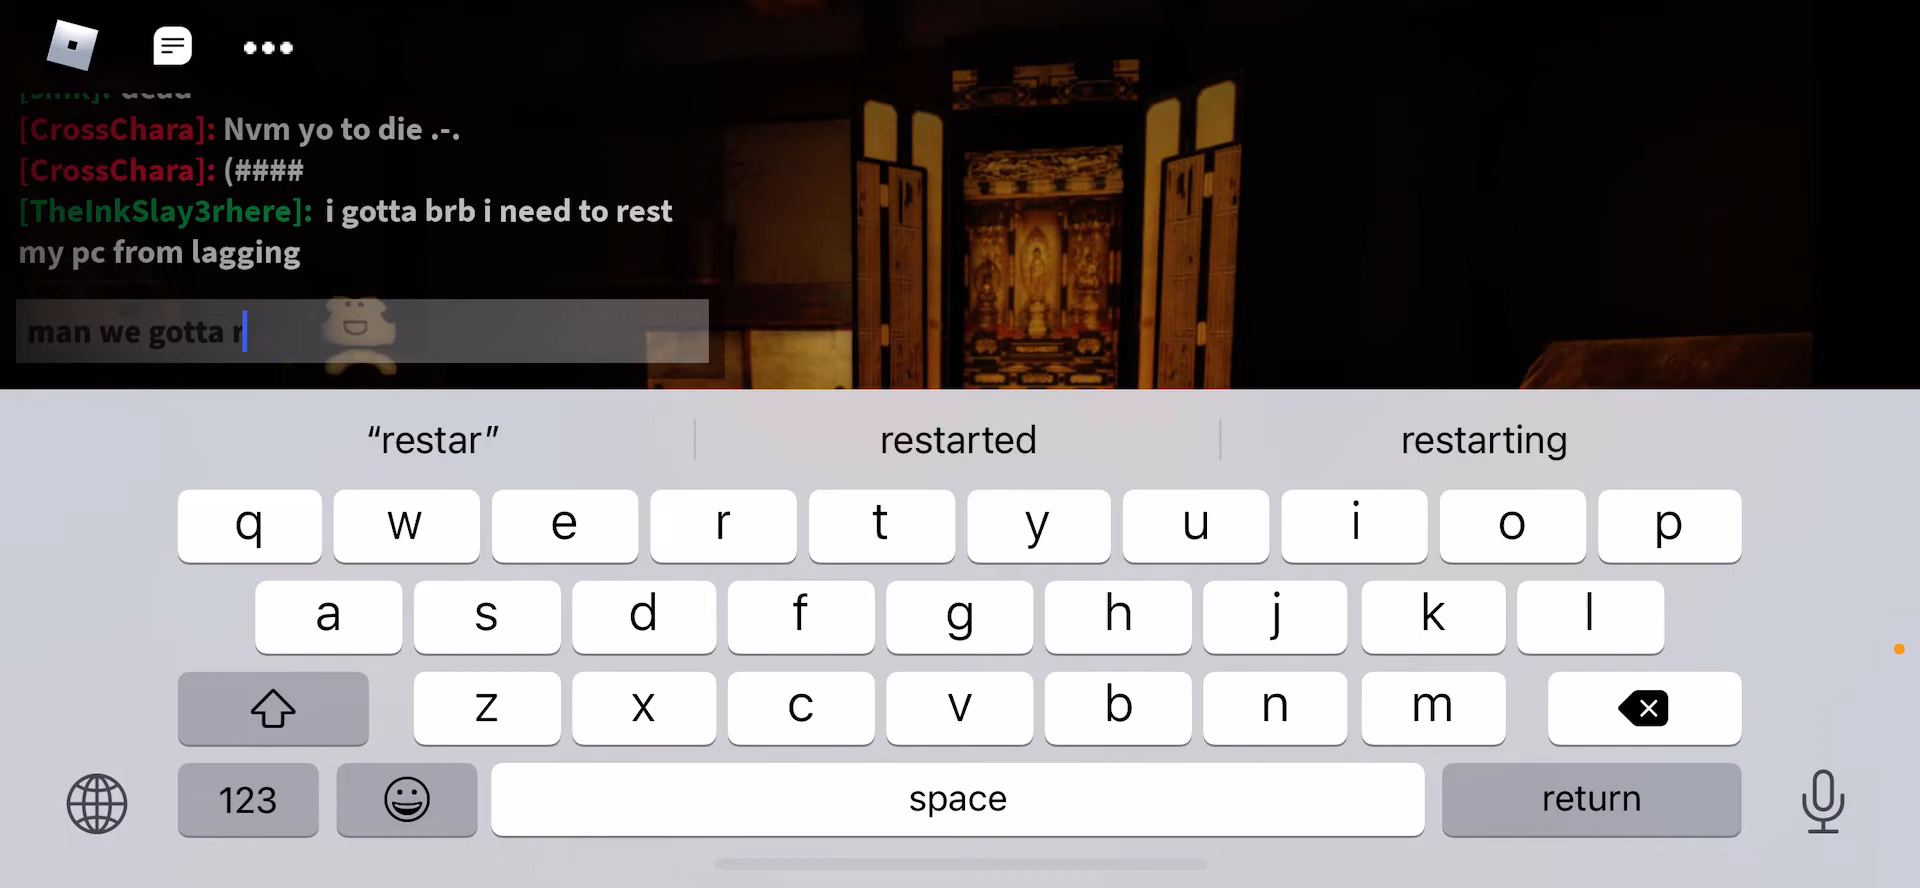 [CrossChara]: Nvm yo to die .-.
[CrossChara]: (####
[TheInkSlay3rhere]: i gotta brb i need to rest
my pc from lagging
man we gotta r
“restar” restarted restarting
q w e r t y u i o p
a s d f g h j k l
z x c v b n m
123 space return